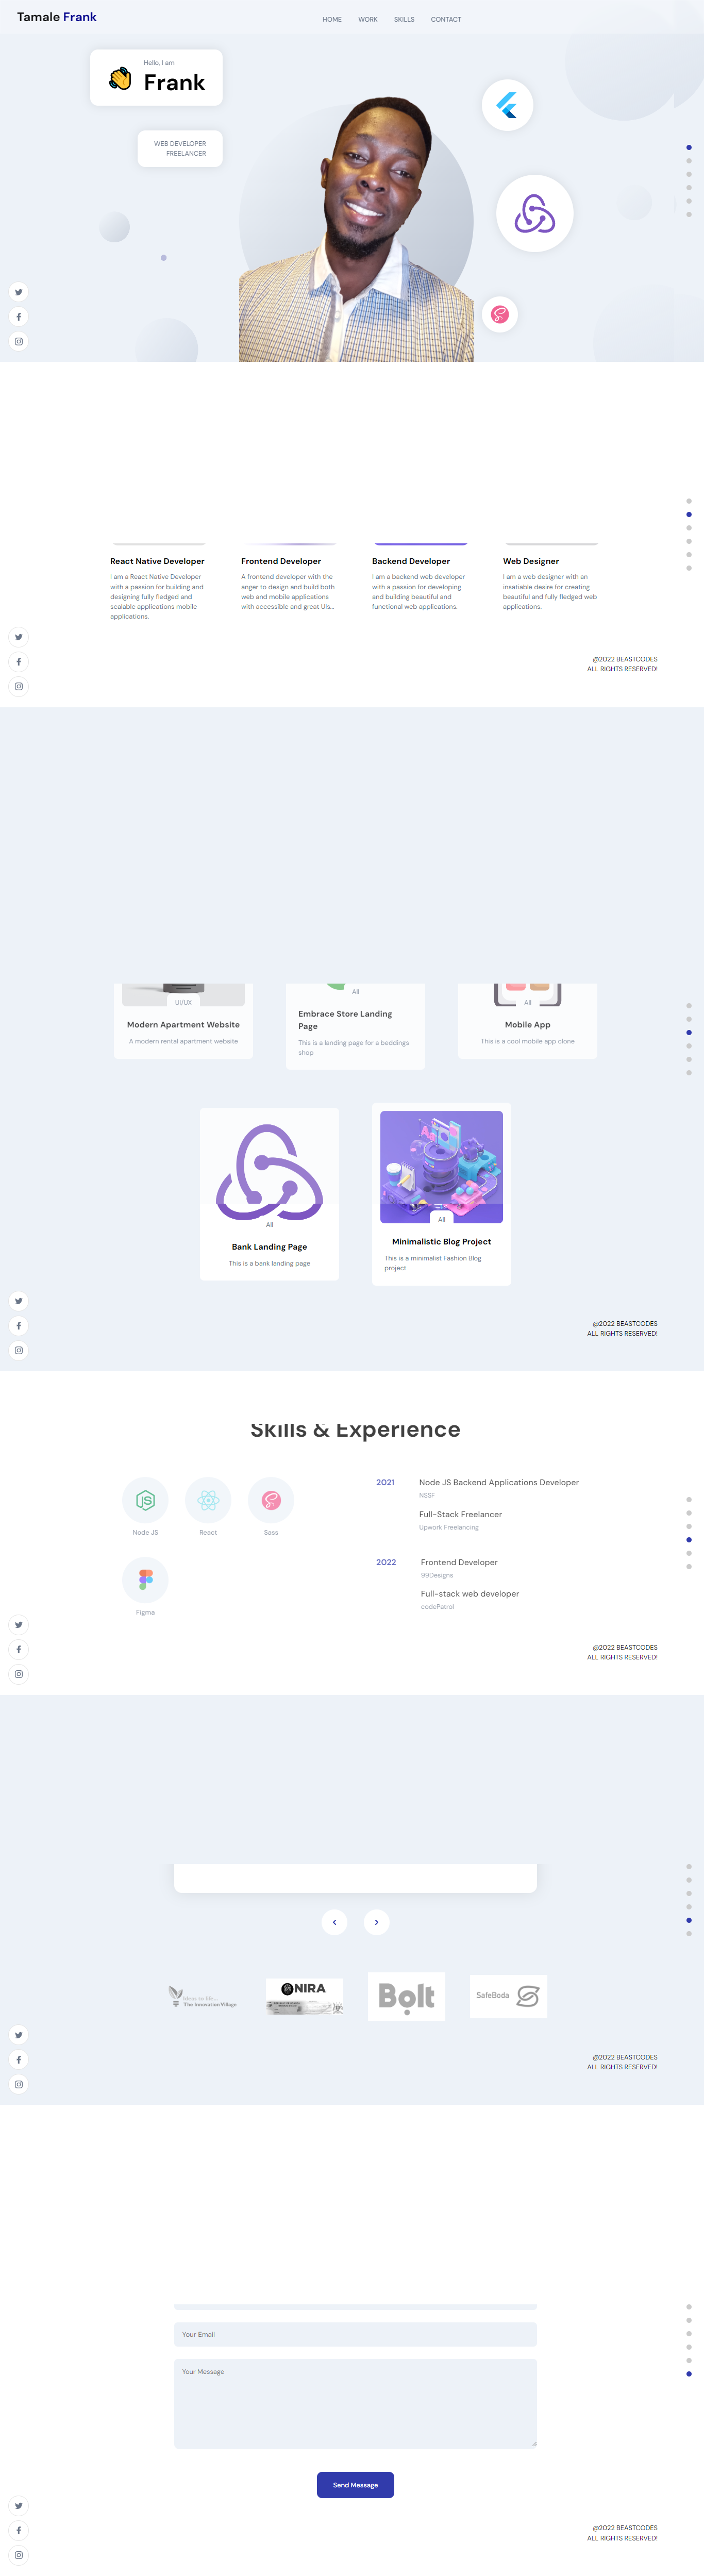 Tamale Frank
HOME WORK SKILLS CONTACT
Hello, I am
Frank
WEB DEVELOPER
FREELANCER
React Native Developer
I am a React Native Developer
with a passion for building and
designing fully fledged and
scalable applications mobile
applications.
Frontend Developer
A frontend developer with the
anger to design and build both
web and mobile applications
with accessible and great UIs...
Backend Developer
I am a backend web developer
with a passion for developing
and building beautiful and
functional web applications.
Web Designer
I am a web designer with an
insatiable desire for creating
beautiful and fully fledged web
applications.
@2022 BEASTCODES
ALL RIGHTS RESERVED!
UI/UX
Modern Apartment Website
A modern rental apartment website
All
Embrace Store Landing
Page
This is a landing page for a beddings
shop
All
Mobile App
This is a cool mobile app clone
All
Bank Landing Page
This is a bank landing page
All
Minimalistic Blog Project
This is a minimalist Fashion Blog
project
@2022 BEASTCODES
ALL RIGHTS RESERVED!
Skills & Experience
Node JS
React
Sass
Figma
2021
Node JS Backend Applications Developer
NSSF
Full-Stack Freelancer
Upwork Freelancing
2022
Frontend Developer
99Designs
Full-stack web developer
codePatrol
@2022 BEASTCODES
ALL RIGHTS RESERVED!
Ideas to life...
The Innovation Village
NIRA
Bolt
SafeBoda
@2022 BEASTCODES
ALL RIGHTS RESERVED!
Your Email
Your Message
Send Message
@2022 BEASTCODES
ALL RIGHTS RESERVED!